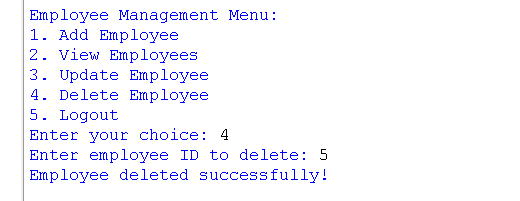 Employee Management Menu:
1. Add Employee
2. View Employees
3. Update Employee
4. Delete Employee
5. Logout
Enter your choice: 4
Enter employee ID to delete: 5
Employee deleted successfully!